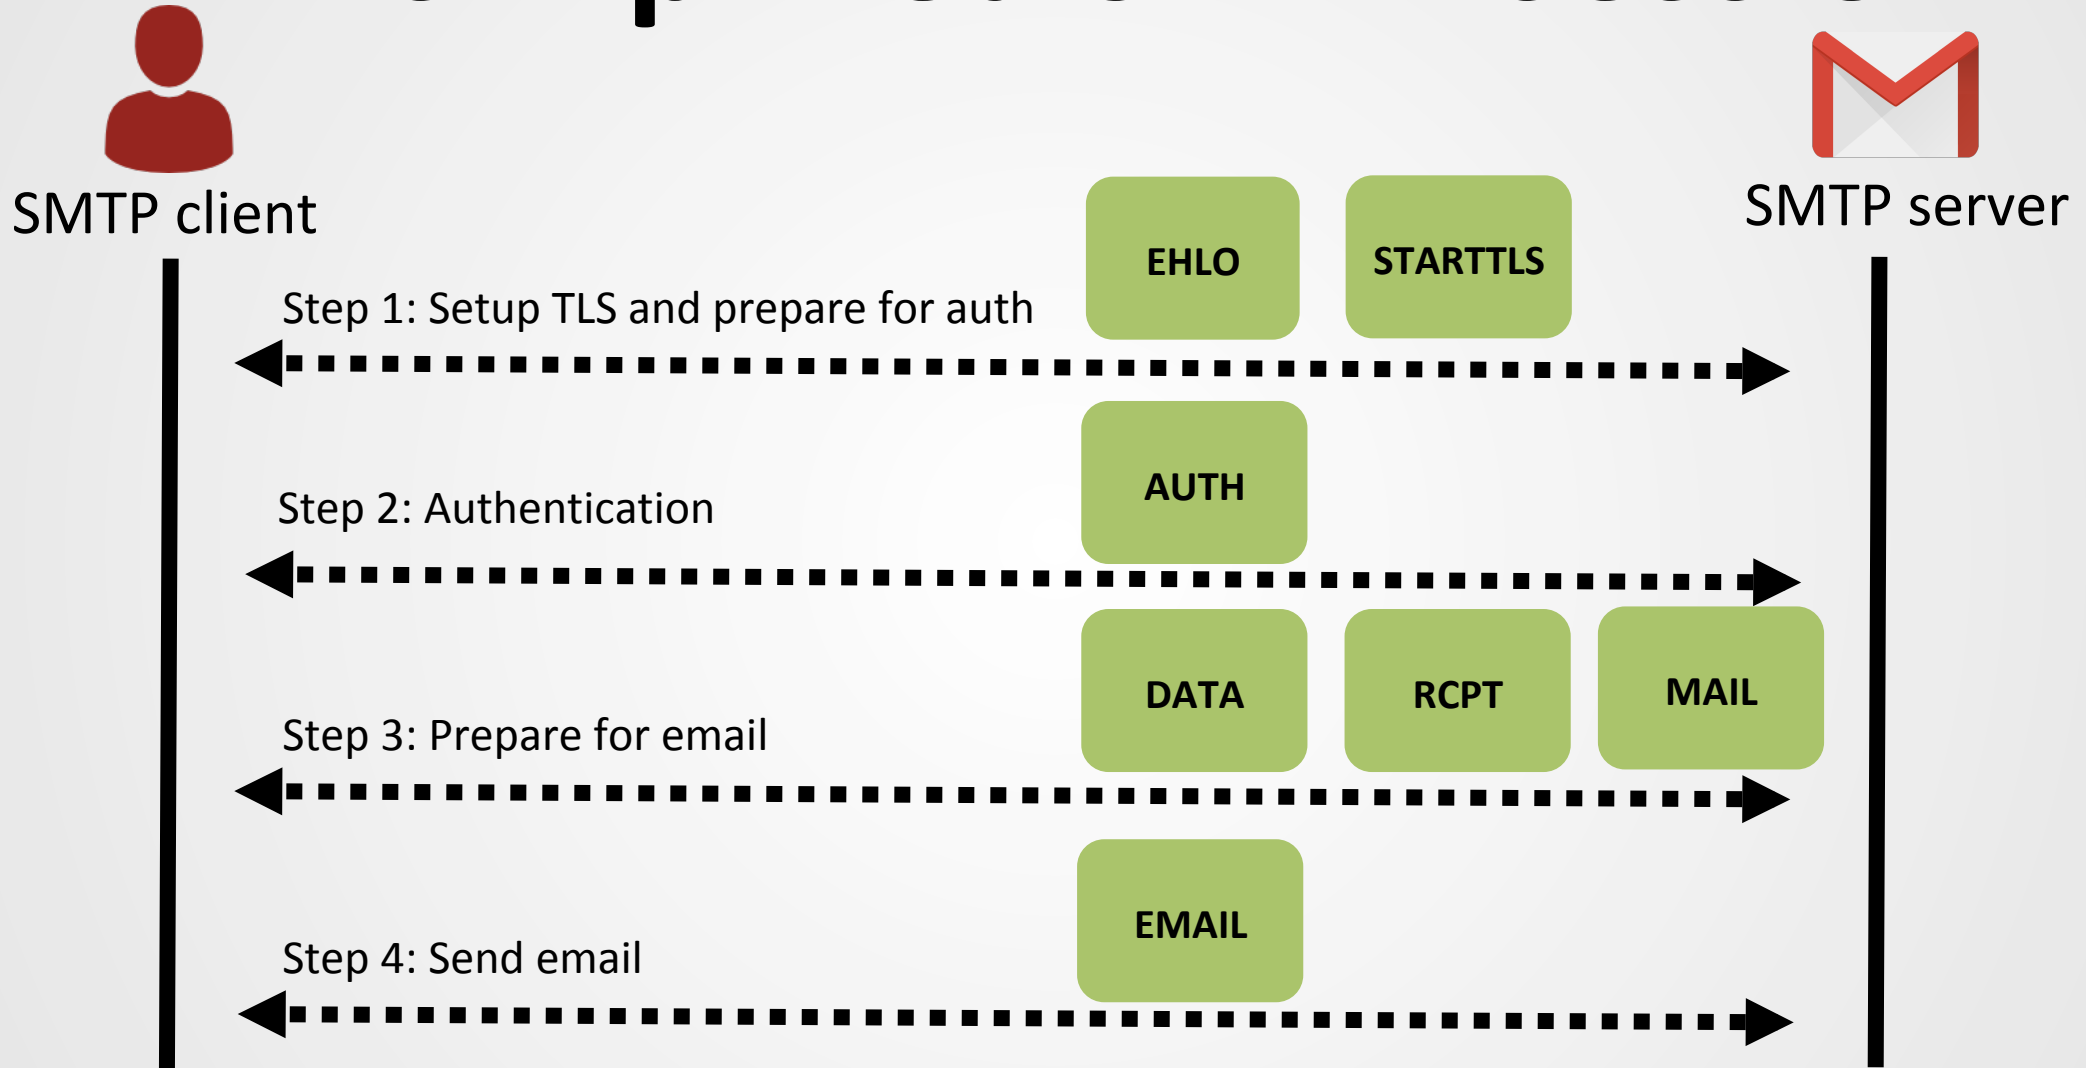 SMTP client
SMTP server
EHLO
STARTTLS
Step 1: Setup TLS and prepare for auth
AUTH
Step 2: Authentication
DATA
RCPT
MAIL
Step 3: Prepare for email
EMAIL
Step 4: Send email